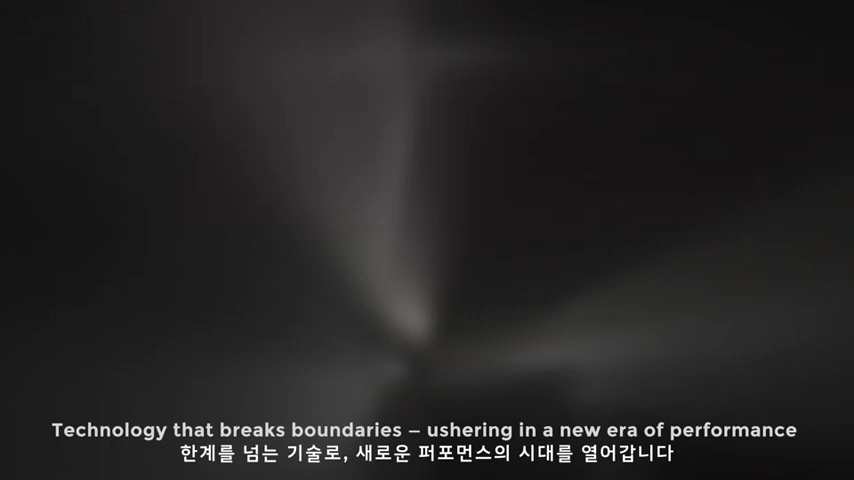 Technology that breaks boundaries – ushering in a new era of performance
한계를 넘는 기술로, 새로운 퍼포먼스의 시대를 열어갑니다